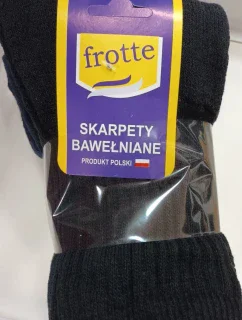 frotte
SKARPETY
BAWEŁNIANE
PRODUKT POLSKI